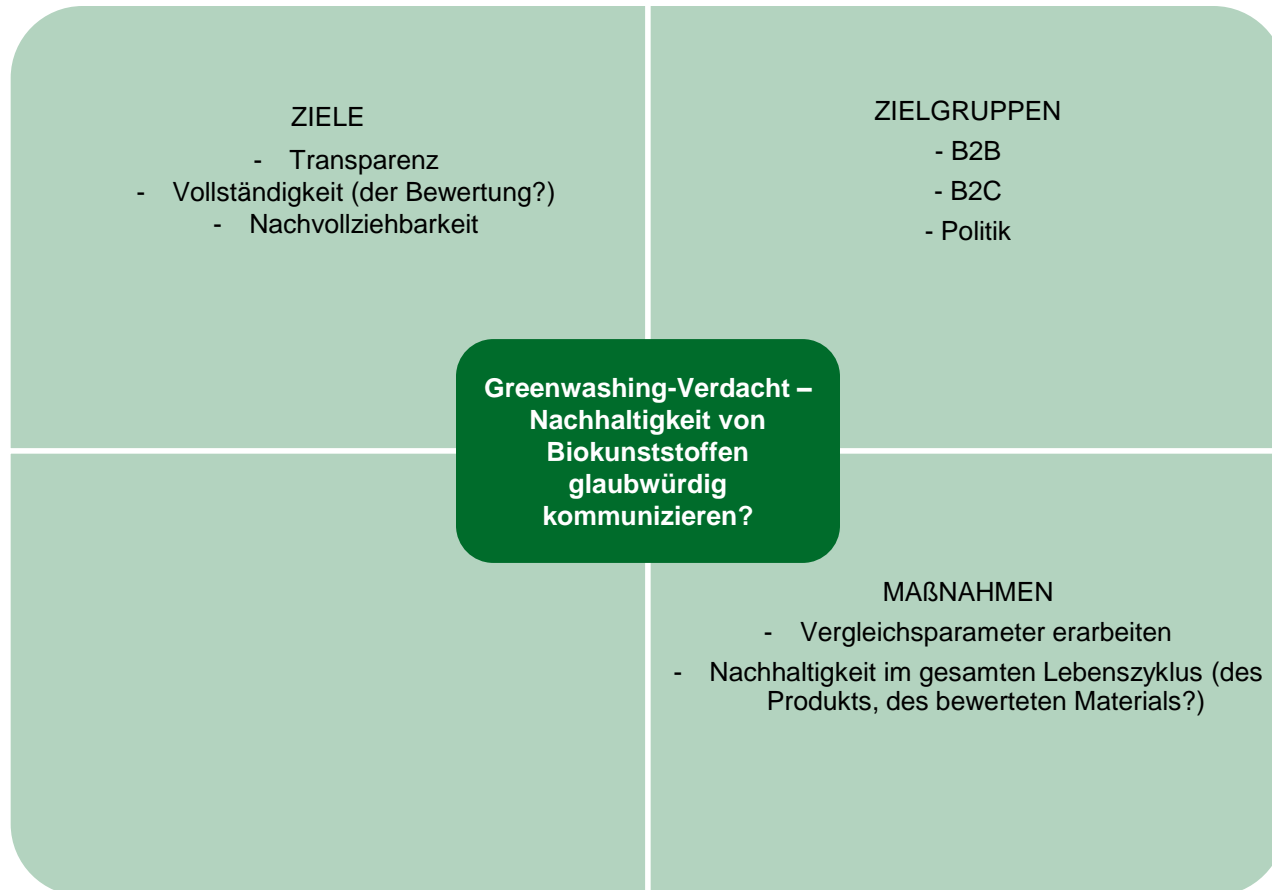 ZIELE
- Transparenz
- Vollständigkeit (der Bewertung?)
- Nachvollziehbarkeit
ZIELGRUPPEN
- B2B
- B2C
- Politik
Greenwashing-Verdacht –
Nachhaltigkeit von
Biokunststoffen
glaubwürdig
kommunizieren?
MAßNAHMEN
- Vergleichsparameter erarbeiten
- Nachhaltigkeit im gesamten Lebenszyklus (des
Produkts, des bewerteten Materials?)